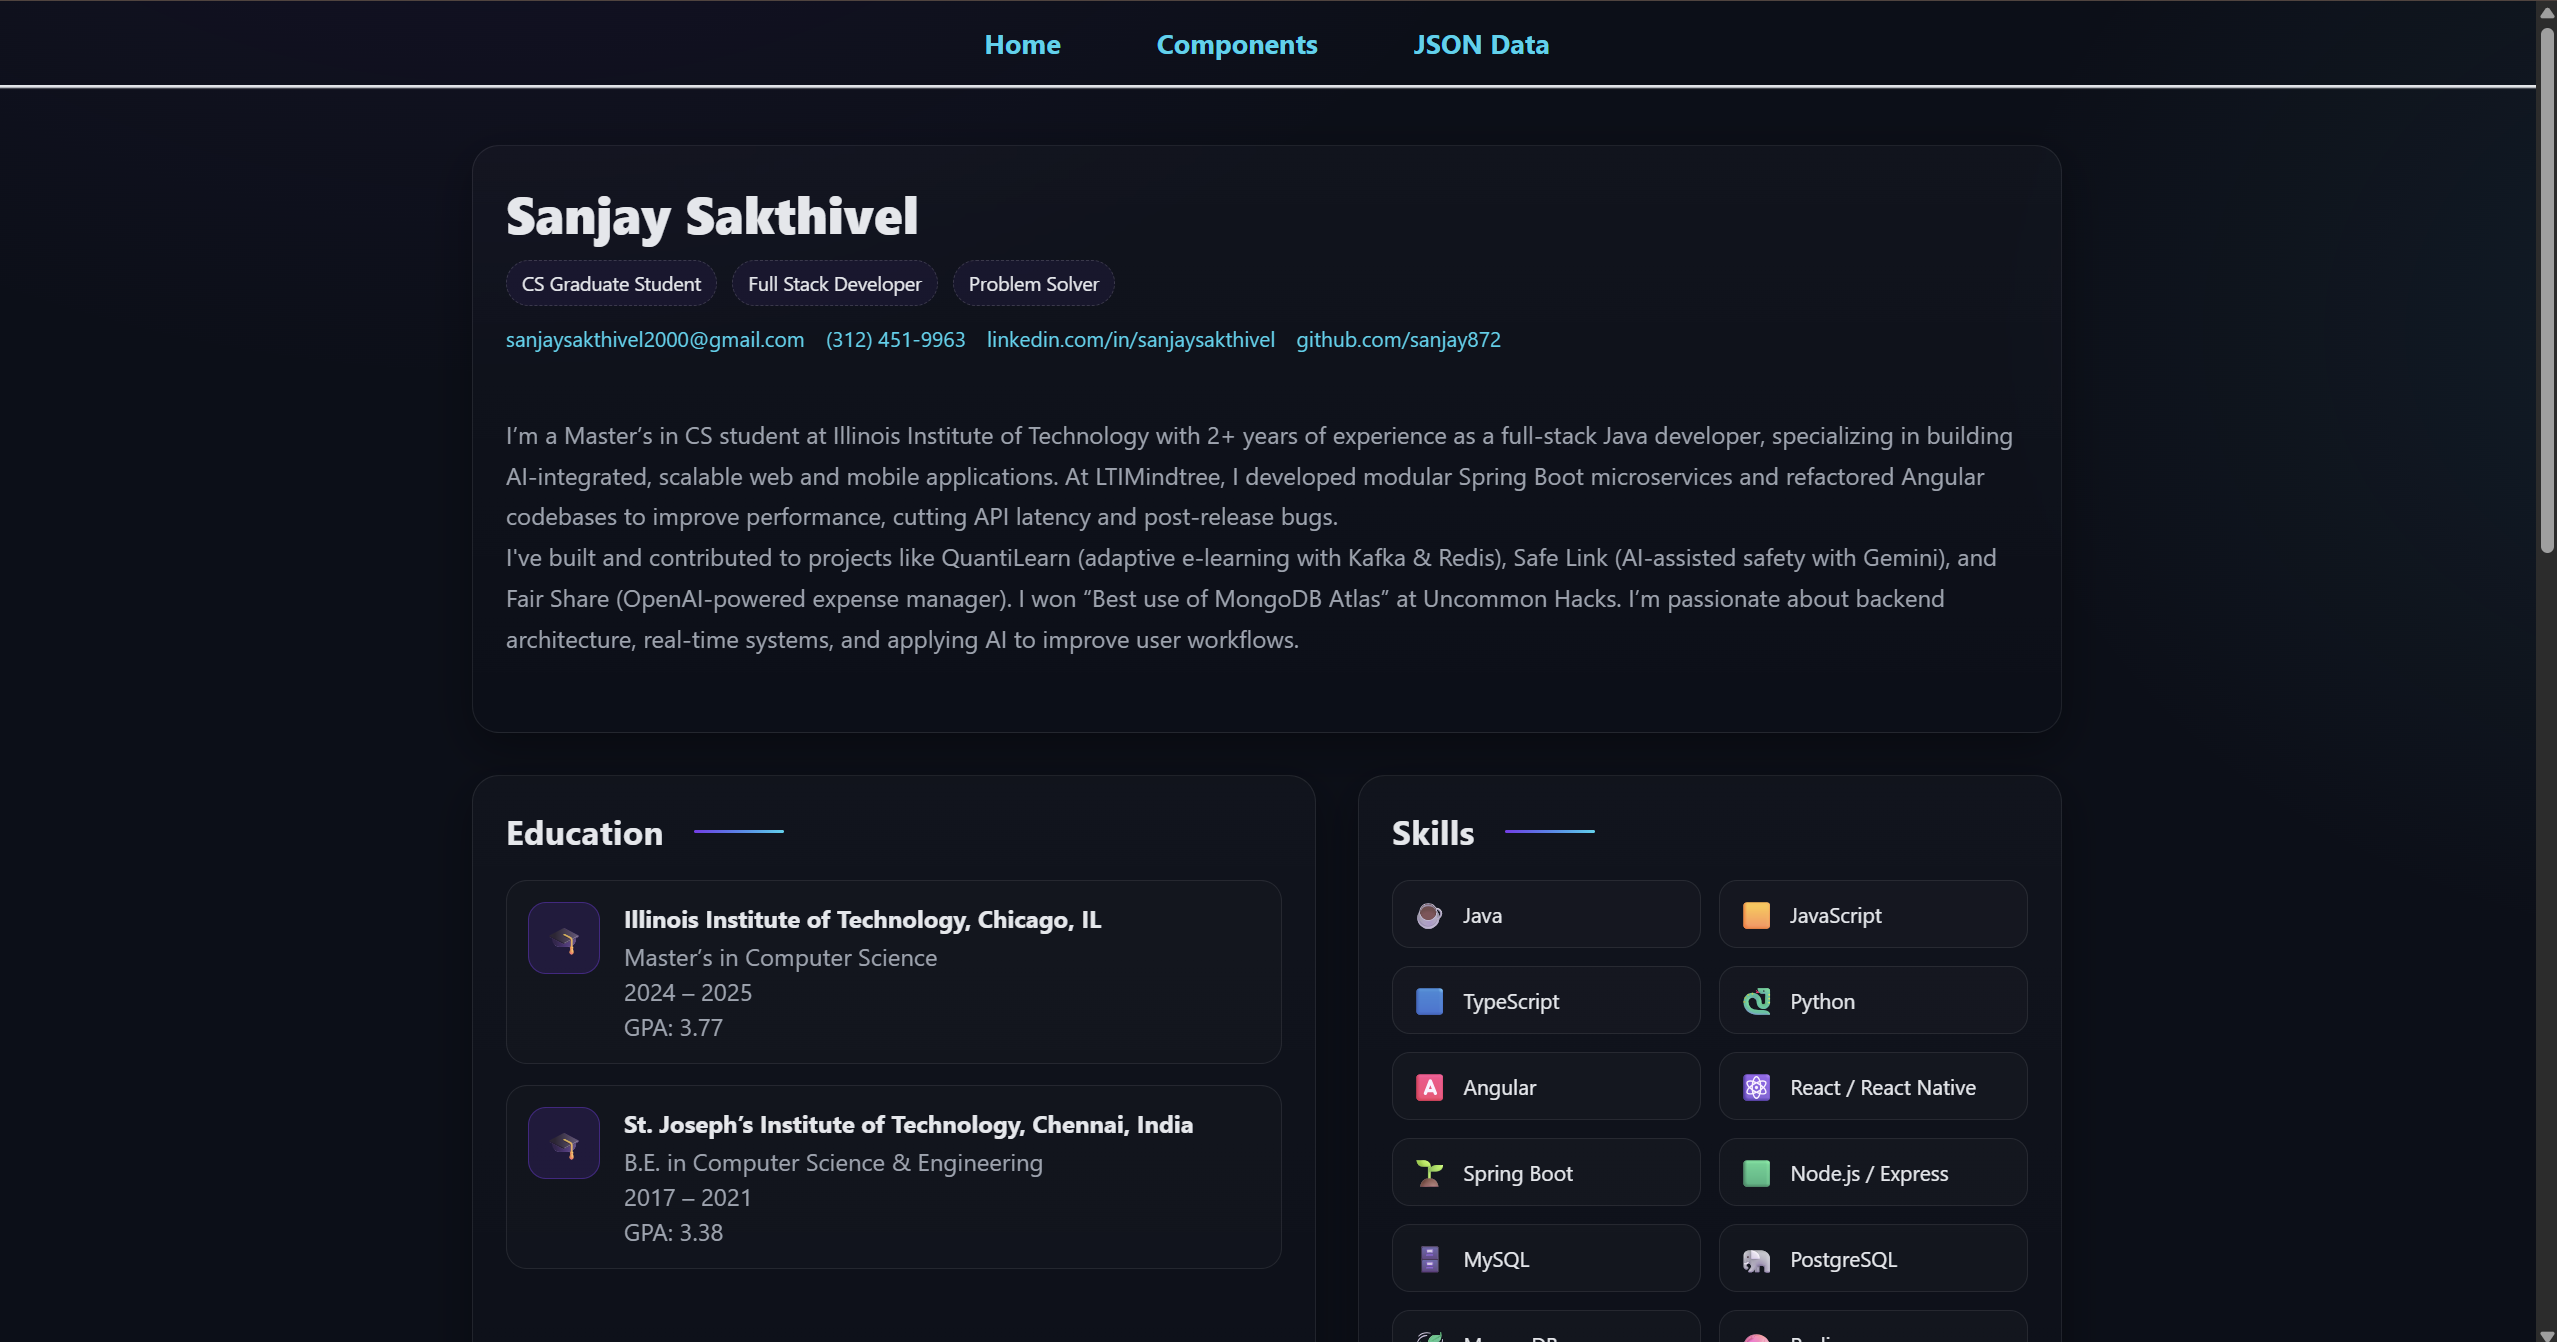 Home Components JSON Data
Sanjay Sakthivel
CS Graduate Student Full Stack Developer Problem Solver
sanjaysakthivel2000@gmail.com (312) 451-9963 linkedin.com/in/sanjaysakthivel github.com/sanjay872
I’m a Master’s in CS student at Illinois Institute of Technology with 2+ years of experience as a full-stack Java developer, specializing in building
AI-integrated, scalable web and mobile applications. At LTIMindtree, I developed modular Spring Boot microservices and refactored Angular
codebases to improve performance, cutting API latency and post-release bugs.
I've built and contributed to projects like QuantiLearn (adaptive e-learning with Kafka & Redis), Safe Link (AI-assisted safety with Gemini), and
Fair Share (OpenAI-powered expense manager). I won “Best use of MongoDB Atlas” at Uncommon Hacks. I’m passionate about backend
architecture, real-time systems, and applying AI to improve user workflows.
Education
Illinois Institute of Technology, Chicago, IL
Master’s in Computer Science
2024 – 2025
GPA: 3.77
St. Joseph’s Institute of Technology, Chennai, India
B.E. in Computer Science & Engineering
2017 – 2021
GPA: 3.38
Skills
Java
JavaScript
TypeScript
Python
A Angular
React / React Native
Spring Boot
Node.js / Express
MySQL
PostgreSQL